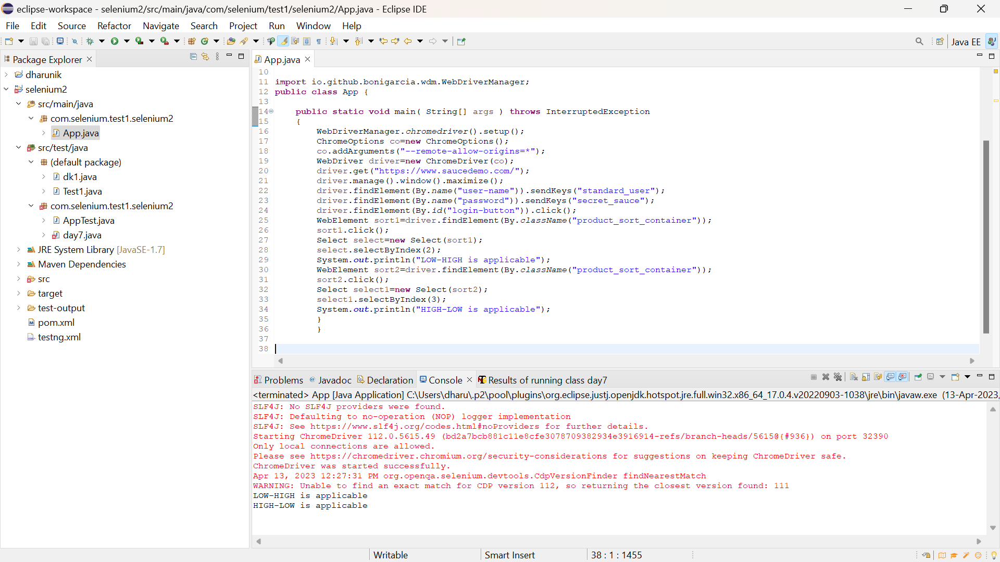 eclipse-workspace - selenium2/src/main/java/com/selenium/test1/selenium2/App.java - Eclipse IDE
File Edit Source Refactor Navigate Search Project Run Window Help
Java EE
Package Explorer
dharunik
selenium2
src/main/java
com.selenium.test1.selenium2
App.java
src/test/java
(default package)
dk1.java
Test1.java
com.selenium.test1.selenium2
AppTest.java
day7.java
JRE System Library [JavaSE-1.7]
Maven Dependencies
src
target
test-output
pom.xml
testng.xml
App.java
10
11 import io.github.bonigarcia.wdm.WebDriverManager;
12 public class App {
13
14 public static void main( String[] args ) throws InterruptedException
15 {
16 WebDriverManager.chromedriver().setup();
17 ChromeOptions co=new ChromeOptions();
18 co.addArguments("--remote-allow-origins=*");
19 WebDriver driver=new ChromeDriver(co);
20 driver.get("https://www.saucedemo.com/");
21 driver.manage().window().maximize();
22 driver.findElement(By.name("user-name")).sendKeys("standard_user");
23 driver.findElement(By.name("password")).sendKeys("secret_sauce");
24 driver.findElement(By.id("login-button")).click();
25 WebElement sort1=driver.findElement(By.className("product_sort_container"));
26 sort1.click();
27 Select select=new Select(sort1);
28 select.selectByIndex(2);
29 System.out.println("LOW-HIGH is applicable");
30 WebElement sort2=driver.findElement(By.className("product_sort_container"));
31 sort2.click();
32 Select select1=new Select(sort2);
33 select1.selectByIndex(3);
34 System.out.println("HIGH-LOW is applicable");
35 }
36 }
37
38
Problems Javadoc Declaration Console Results of running class day7
<terminated> App [Java Application] C:\Users\dharu\.p2\pool\plugins\org.eclipse.justj.openjdk.hotspot.jre.full.win32.x86_64_17.0.4.v20220903-1038\jre\bin\javaw.exe (13-Apr-2023,
SLF4J: No SLF4J providers were found.
SLF4J: Defaulting to no-operation (NOP) logger implementation
SLF4J: See https://www.slf4j.org/codes.html#noProviders for further details.
Starting ChromeDriver 112.0.5615.49 (bd2a7bcb881c11e8cfe3078709382934e3916914-refs/branch-heads/5615@{#936}) on port 32390
Only local connections are allowed.
Please see https://chromedriver.chromium.org/security-considerations for suggestions on keeping ChromeDriver safe.
ChromeDriver was started successfully.
Apr 13, 2023 12:27:31 PM org.openqa.selenium.devtools.CdpVersionFinder findNearestMatch
WARNING: Unable to find an exact match for CDP version 112, so returning the closest version found: 111
LOW-HIGH is applicable
HIGH-LOW is applicable
Writable Smart Insert 38 : 1 : 1455